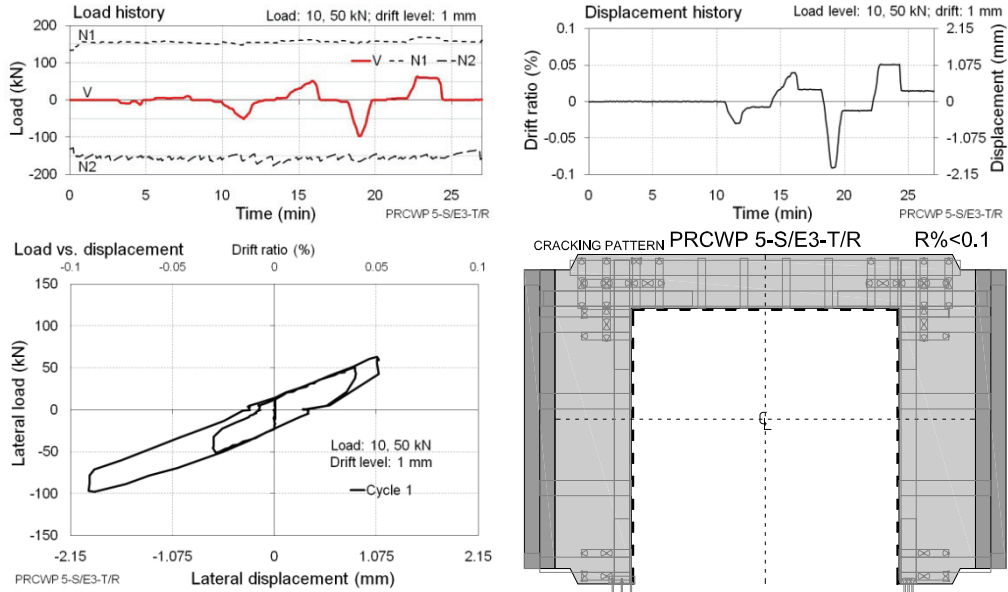 Load history
Load: 10, 50 kN; drift level: 1 mm
200
150
100
50
0
-50
-100
-150
-200
Load (kN)
N1
V N1 N2
V
N2
0 5 10 15 20 25
Time (min)
PRCWP 5-S/E3-T/R
Displacement history
Load level: 10, 50 kN; drift: 1 mm
0.1
0.05
0
-0.05
-0.1
Drift ratio (%)
2.15
1.075
0
-1.075
-2.15
Displacement (mm)
0 5 10 15 20 25
Time (min)
PRCWP 5-S/E3-T/R
Load vs. displacement
Drift ratio (%)
-0.1 -0.05 0 0.05 0.1
150
100
50
0
-50
-100
-150
Lateral load (kN)
Load: 10, 50 kN
Drift level: 1 mm
Cycle 1
-2.15 -1.075 0 1.075 2.15
PRCWP 5-S/E3-T/R
Lateral displacement (mm)
CRACKING PATTERN PRCWP 5-S/E3-T/R R%<0.1